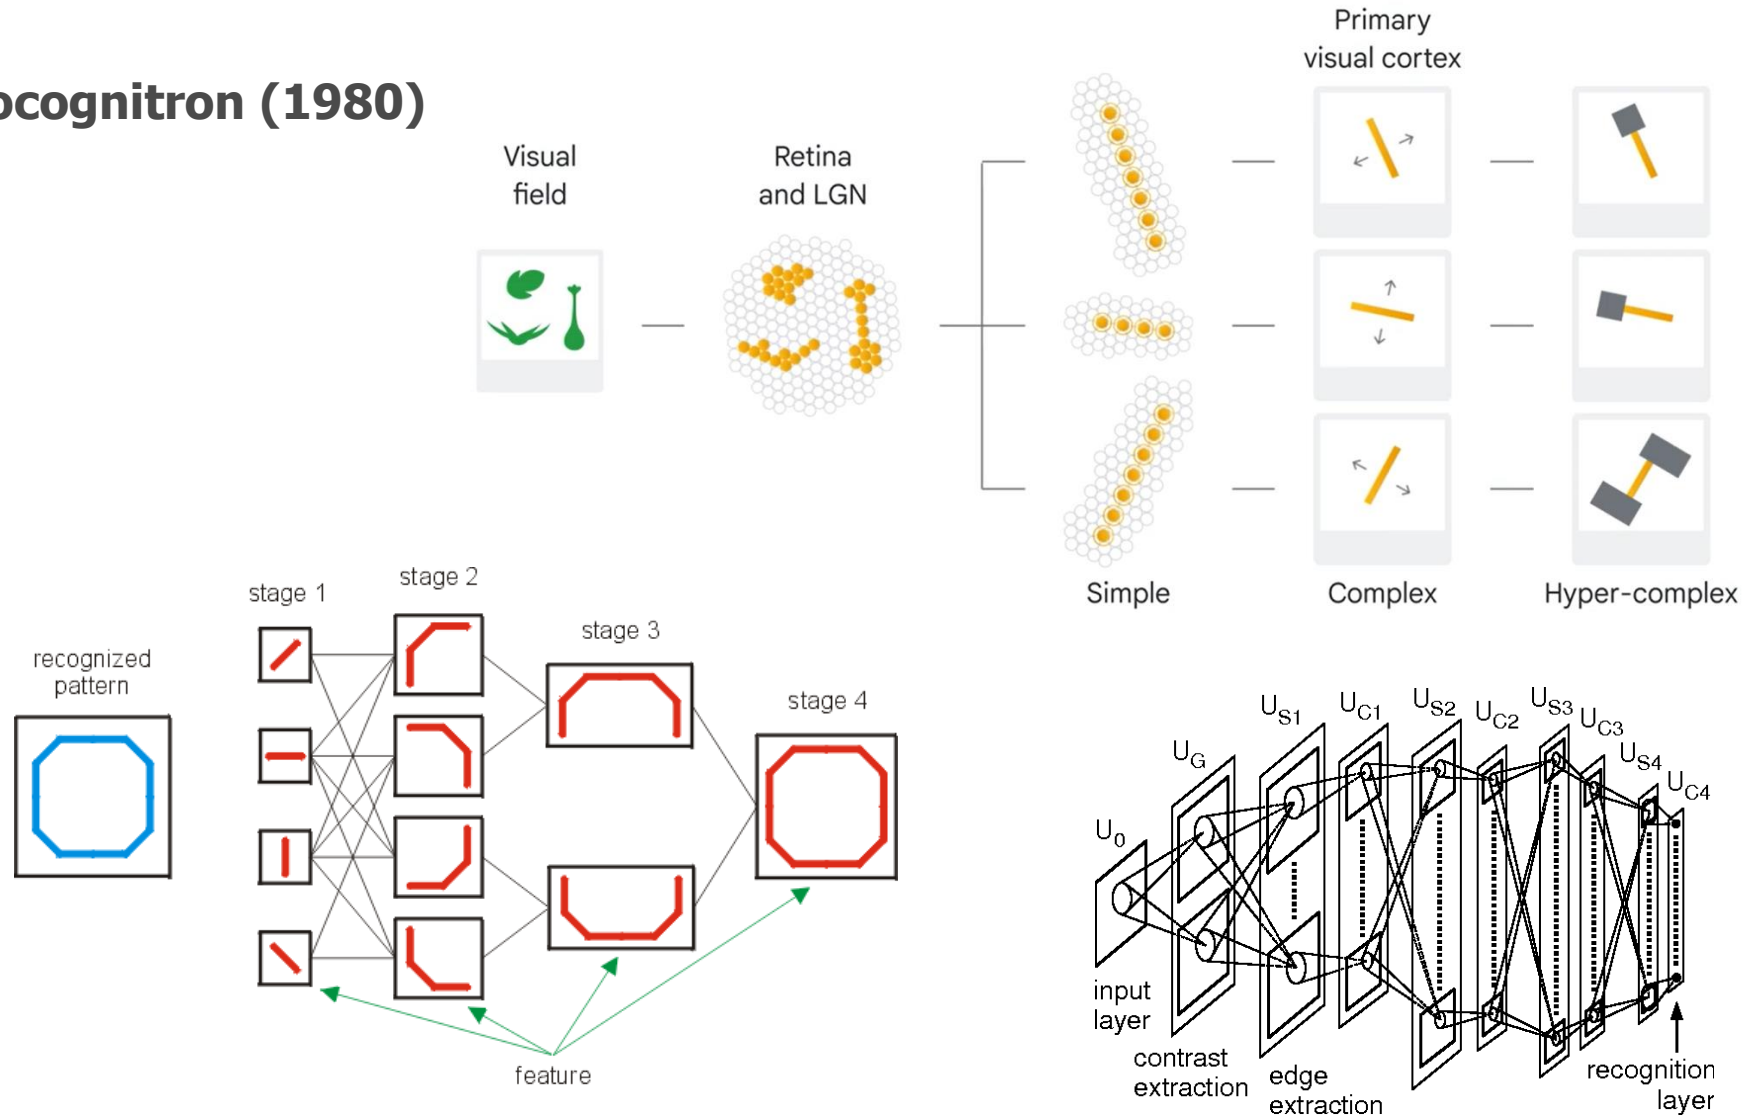 ocognitron (1980)
Primary
visual cortex
Visual
field
Retina
and LGN
Simple
Complex
Hyper-complex
recognized
pattern
stage 1
stage 2
stage 3
stage 4
feature
U0
UG
US1
UC1
US2
UC2
US3
UC3
US4
UC4
input
layer
contrast
extraction
edge
extraction
recognition
layer